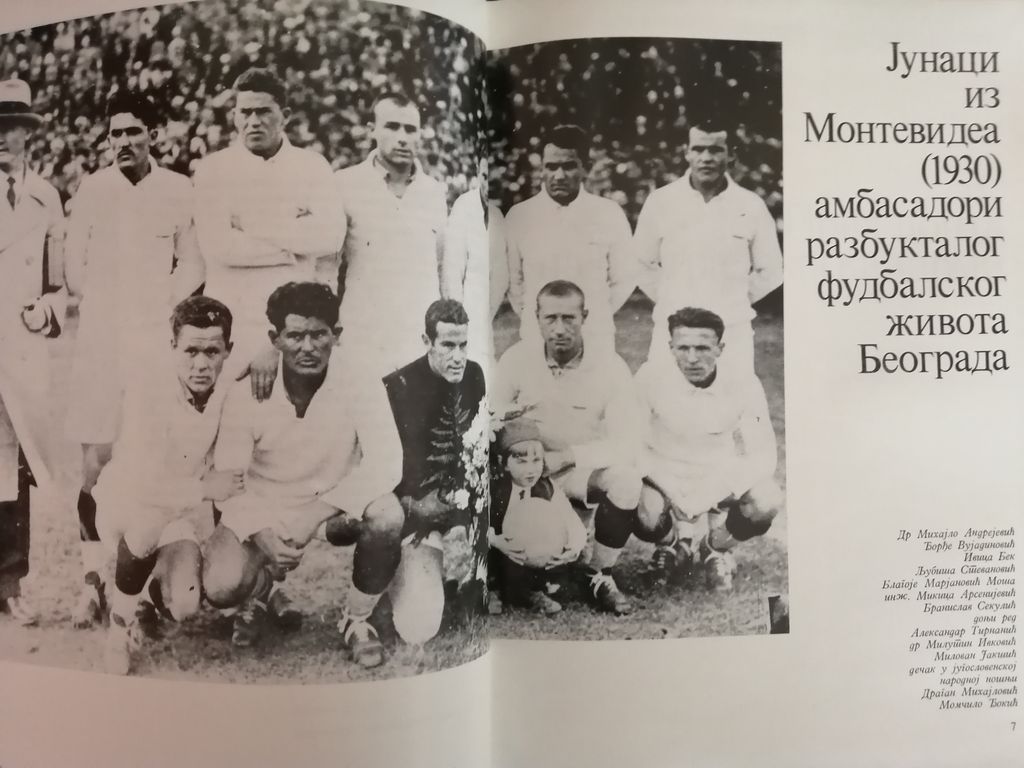 Јунаци
из
Монтевидеа
(1930)
амбасадори
разбукталог
фудбалског
живота
Београда
Др Михајло Андрејевић
Ђорђе Вујадиновић
Ивица Бек
Љубиша Стевановић
Благоје Марјановић Моша
инж. Микица Арсенијевић
Бранислав Секулић
доњи ред
Александар Тирнанић
др Милутин Ивковић
Милован Јакшић
дечак у југословенској
народној ношњи
Драган Михајловић
Момчило Ђокић
7